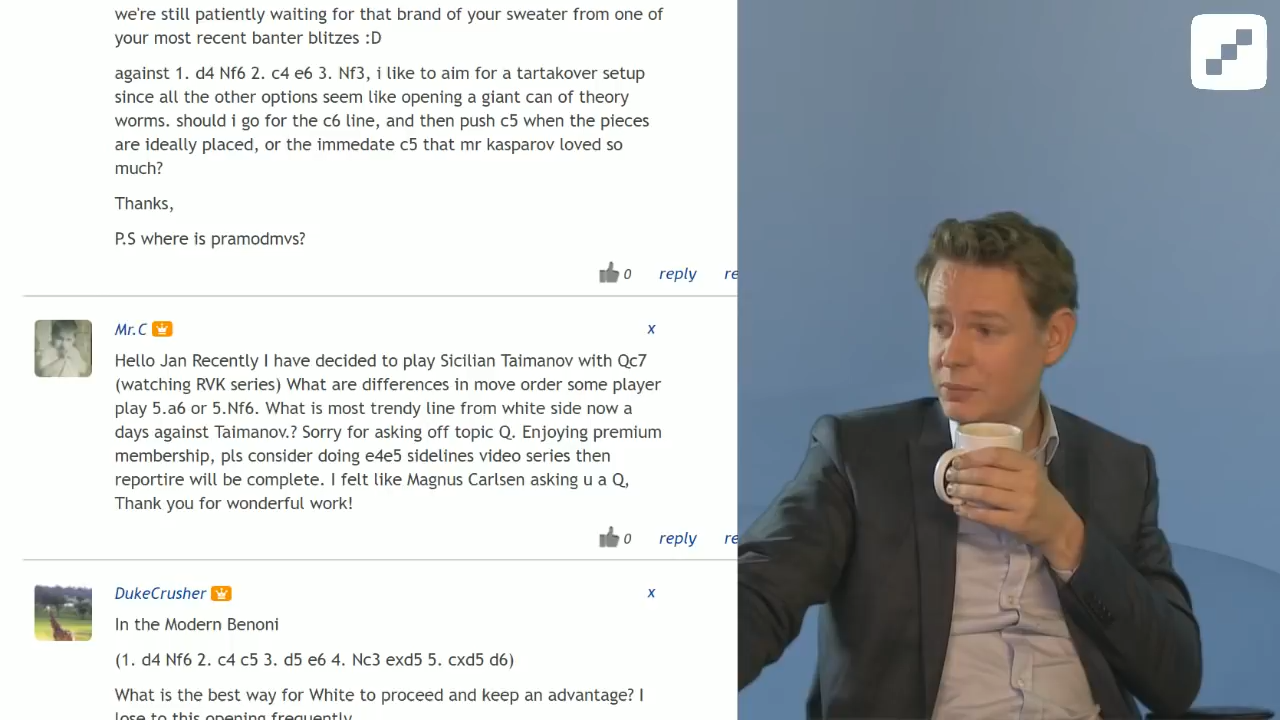 we're still patiently waiting for that brand of your sweater from one of
your most recent banter blitzes :D
against 1. d4 Nf6 2. c4 e6 3. Nf3, i like to aim for a tartakover setup
since all the other options seem like opening a giant can of theory
worms. should i go for the c6 line, and then push c5 when the pieces
are ideally placed, or the immedate c5 that mr kasparov loved so
much?
Thanks,
P.S where is pramodmvs?
0 reply re
Mr.C x
Hello Jan Recently I have decided to play Sicilian Taimanov with Qc7
(watching RVK series) What are differences in move order some player
play 5.a6 or 5.Nf6. What is most trendy line from white side now a
days against Taimanov.? Sorry for asking off topic Q. Enjoying premium
membership, pls consider doing e4e5 sidelines video series then
reportire will be complete. I felt like Magnus Carlsen asking u a Q,
Thank you for wonderful work!
0 reply re
DukeCrusher x
In the Modern Benoni
(1. d4 Nf6 2. c4 c5 3. d5 e6 4. Nc3 exd5 5. cxd5 d6)
What is the best way for White to proceed and keep an advantage? I
lose to this opening frequently